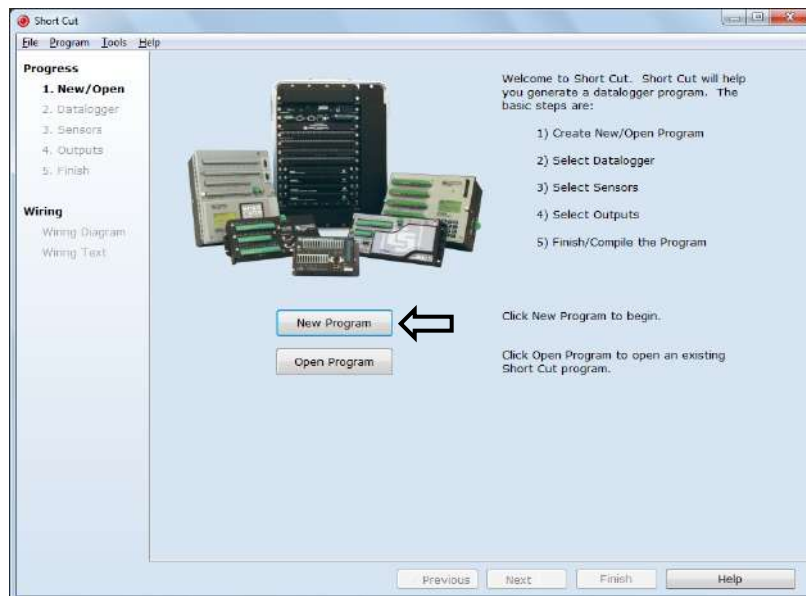 Short Cut
File Program Tools Help
Progress
1. New/Open
2. Datalogger
3. Sensors
4. Outputs
5. Finish
Wiring
Wiring Diagram
Wiring Text
Welcome to Short Cut. Short Cut will help
you generate a datalogger program. The
basic steps are:
1) Create New/Open Program
2) Select Datalogger
3) Select Sensors
4) Select Outputs
5) Finish/Compile the Program
New Program
Click New Program to begin.
Open Program
Click Open Program to open an existing
Short Cut program.
Previous Next Finish Help